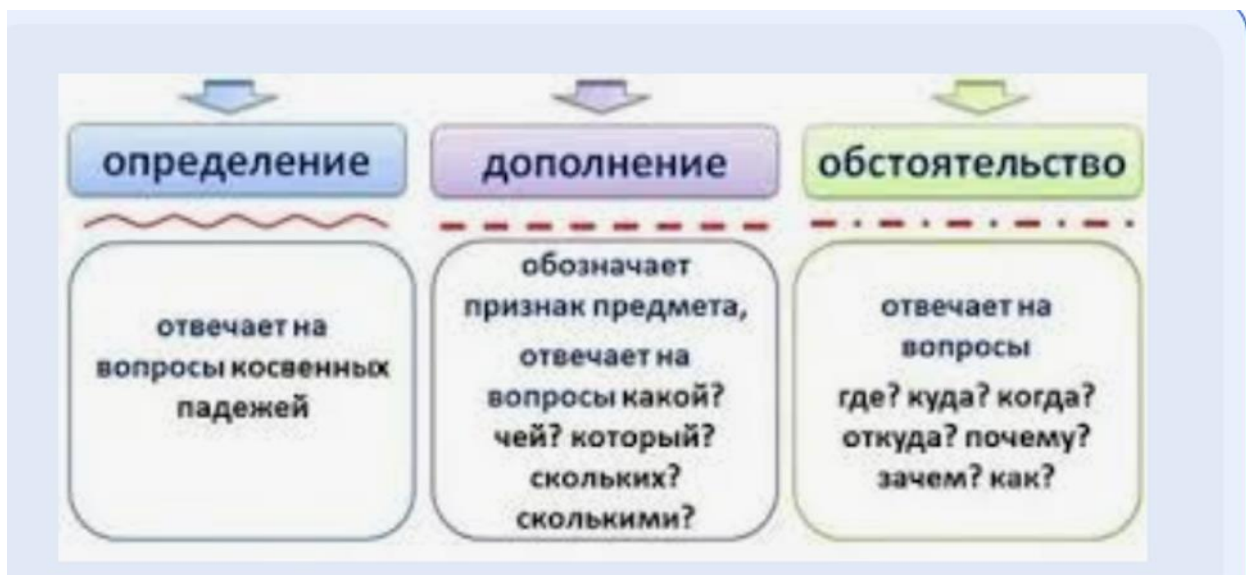 определение
отвечает на
вопросы косвенных
падежей
дополнение
обозначает
признак предмета,
отвечает на
вопросы какой?
чей? который?
скольких?
сколькими?
обстоятельство
отвечает на
вопросы
где? куда? когда?
откуда? почему?
зачем? как?